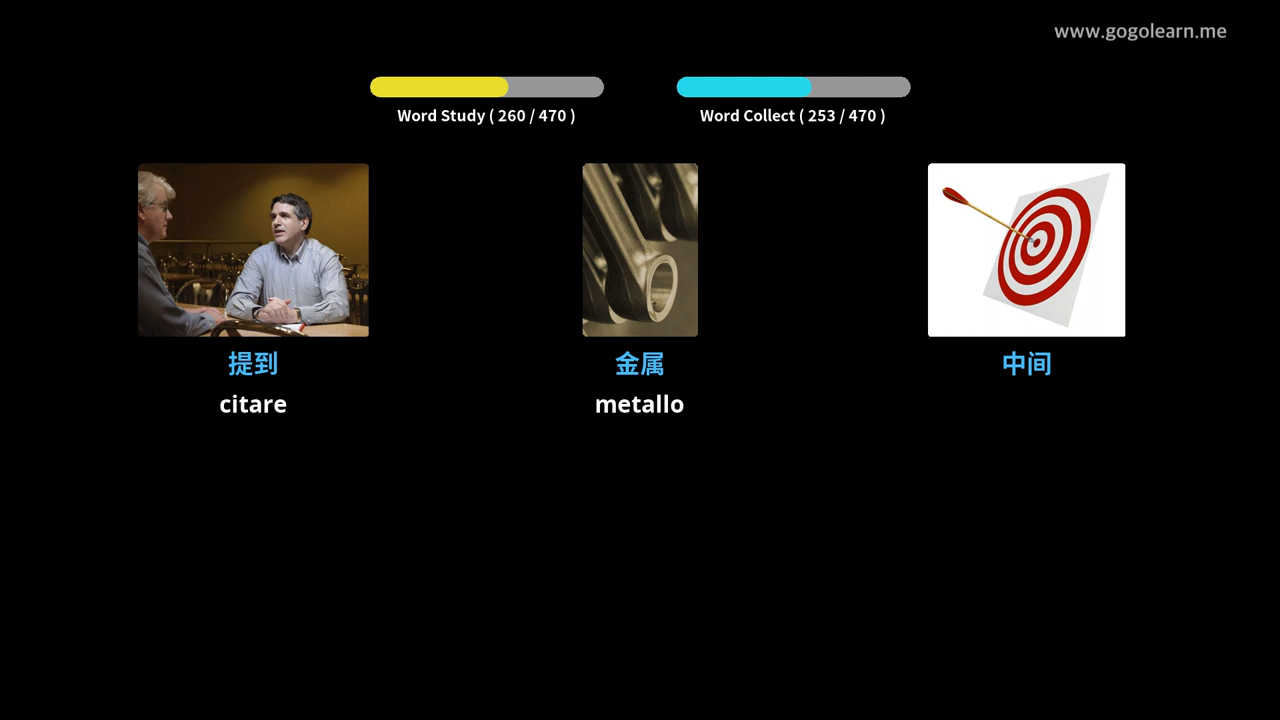 www.gogolearn.me
Word Study ( 260 / 470 )
Word Collect ( 253 / 470 )
提到
金属
中间
citare
metallo